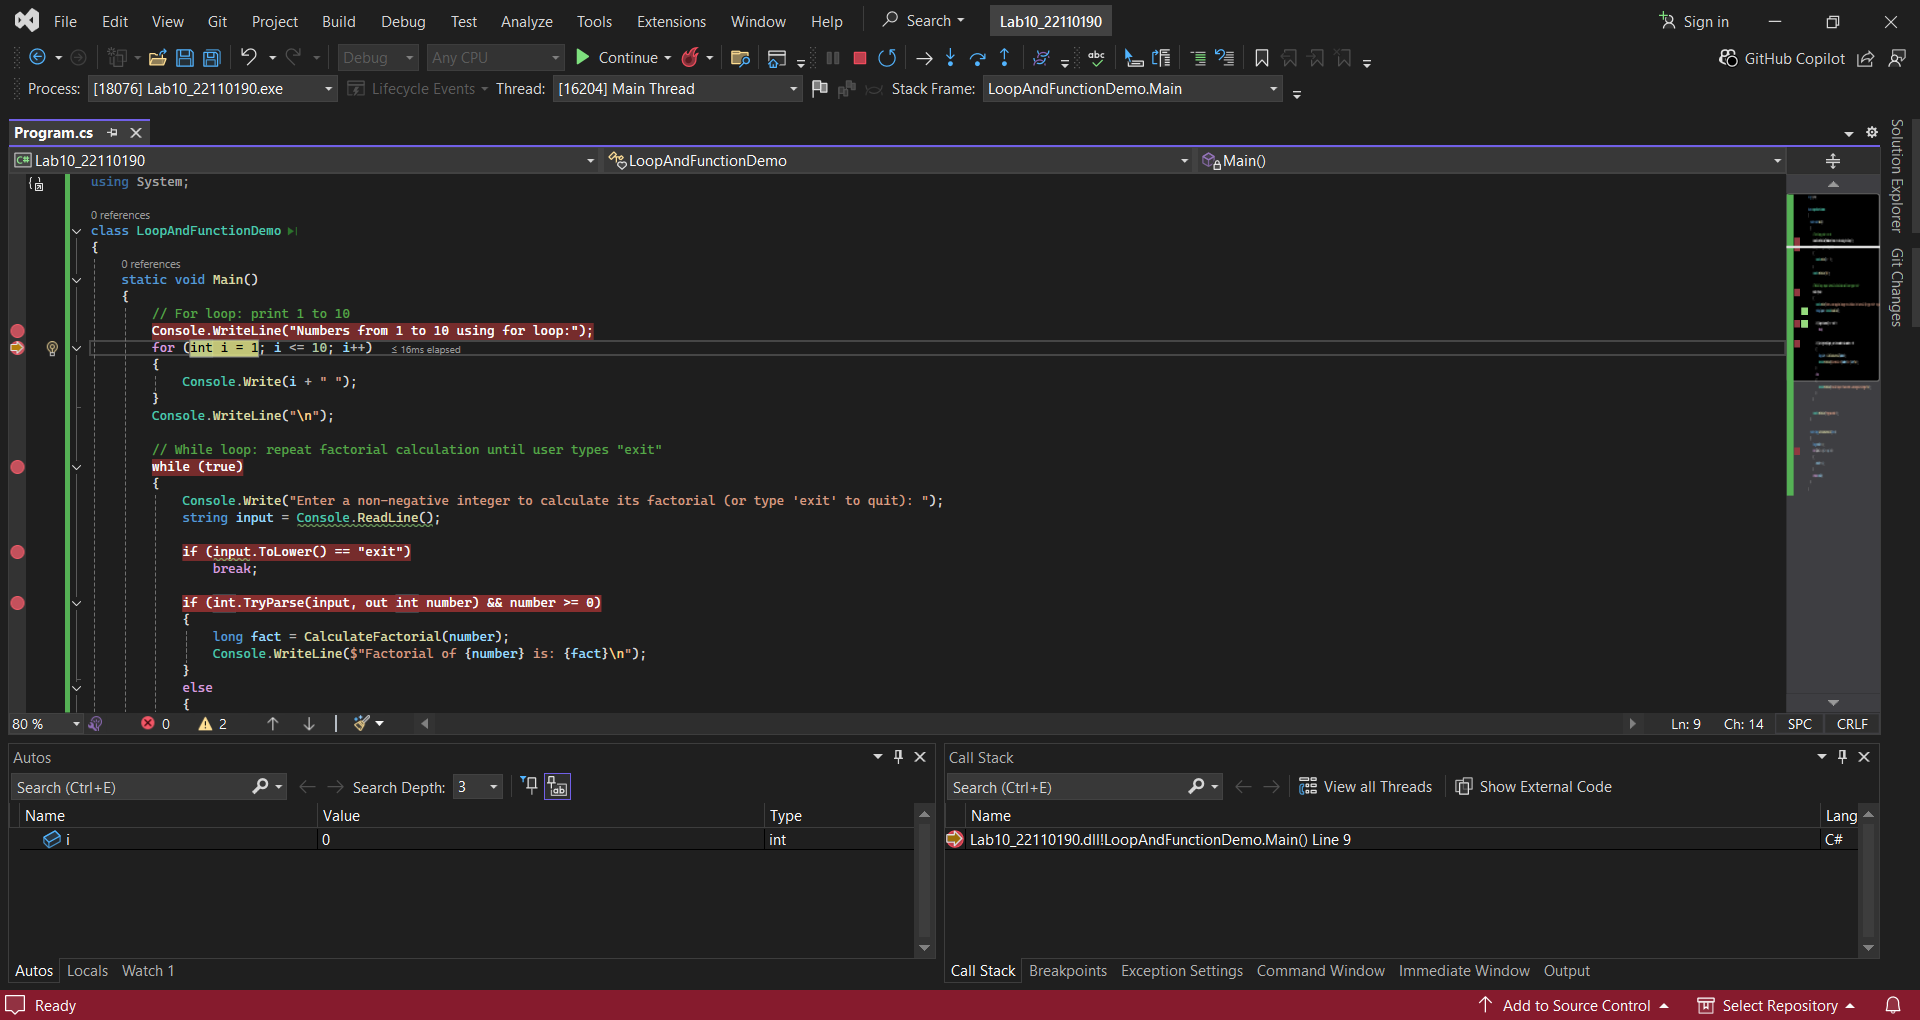 File Edit View Git Project Build Debug Test Analyze Tools Extensions Window Help Search Lab10_22110190 Sign in
Debug Any CPU Continue abc GitHub Copilot
Process: [18076] Lab10_22110190.exe Lifecycle Events Thread: [16204] Main Thread Stack Frame: LoopAndFunctionDemo.Main
Program.cs
C# Lab10_22110190 LoopAndFunctionDemo Main()
using System;
0 references
class LoopAndFunctionDemo
{
0 references
static void Main()
{
// For loop: print 1 to 10
Console.WriteLine("Numbers from 1 to 10 using for loop:");
for (int i = 1; i <= 10; i++) ≤ 16ms elapsed
{
Console.Write(i + " ");
}
Console.WriteLine("\n");
// While loop: repeat factorial calculation until user types "exit"
while (true)
{
Console.Write("Enter a non-negative integer to calculate its factorial (or type 'exit' to quit): ");
string input = Console.ReadLine();
if (input.ToLower() == "exit")
break;
if (int.TryParse(input, out int number) && number >= 0)
{
long fact = CalculateFactorial(number);
Console.WriteLine($"Factorial of {number} is: {fact}\n");
}
else
{
Solution Explorer
Git Changes
80 % 0 2 Ln: 9 Ch: 14 SPC CRLF
Autos
Search (Ctrl+E) Search Depth: 3
Name Value Type
i 0 int
Autos Locals Watch 1
Call Stack
Search (Ctrl+E) View all Threads Show External Code
Name Lang
Lab10_22110190.dll!LoopAndFunctionDemo.Main() Line 9 C#
Call Stack Breakpoints Exception Settings Command Window Immediate Window Output
Ready Add to Source Control Select Repository